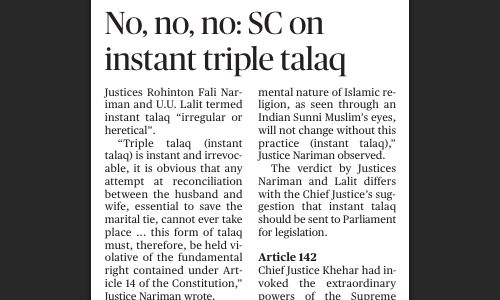 No, no, no: SC on
instant triple talaq
Justices Rohinton Fali Nar-
iman and U.U. Lalit termed
instant talaq “irregular or
heretical”.
“Triple talaq (instant
talaq) is instant and irrevoc-
able, it is obvious that any
attempt at reconciliation
between the husband and
wife, essential to save the
marital tie, cannot ever take
place ... this form of talaq
must, therefore, be held vi-
olative of the fundamental
right contained under Art-
icle 14 of the Constitution,”
Justice Nariman wrote.
mental nature of Islamic re-
ligion, as seen through an
Indian Sunni Muslim’s eyes,
will not change without this
practice (instant talaq),”
Justice Nariman observed.
The verdict by Justices
Nariman and Lalit differs
with the Chief Justice’s sug-
gestion that instant talaq
should be sent to Parliament
for legislation.
Article 142
Chief Justice Khehar had in-
voked the extraordinary
powers of the Supreme